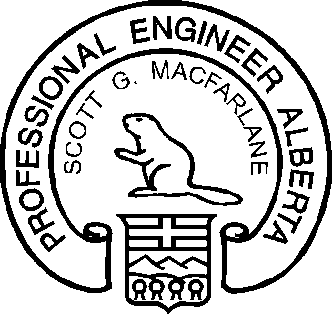 PROFESSIONAL ENGINEER ALBERTA
SCOTT G. MACFARLANE